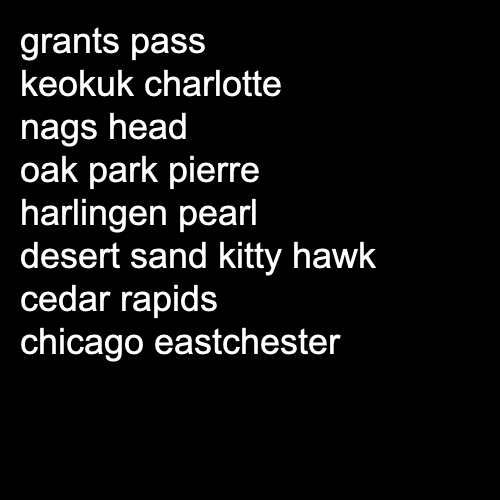 grants pass
keokuk charlotte
nags head
oak park pierre
harlingen pearl
desert sand kitty hawk
cedar rapids
chicago eastchester